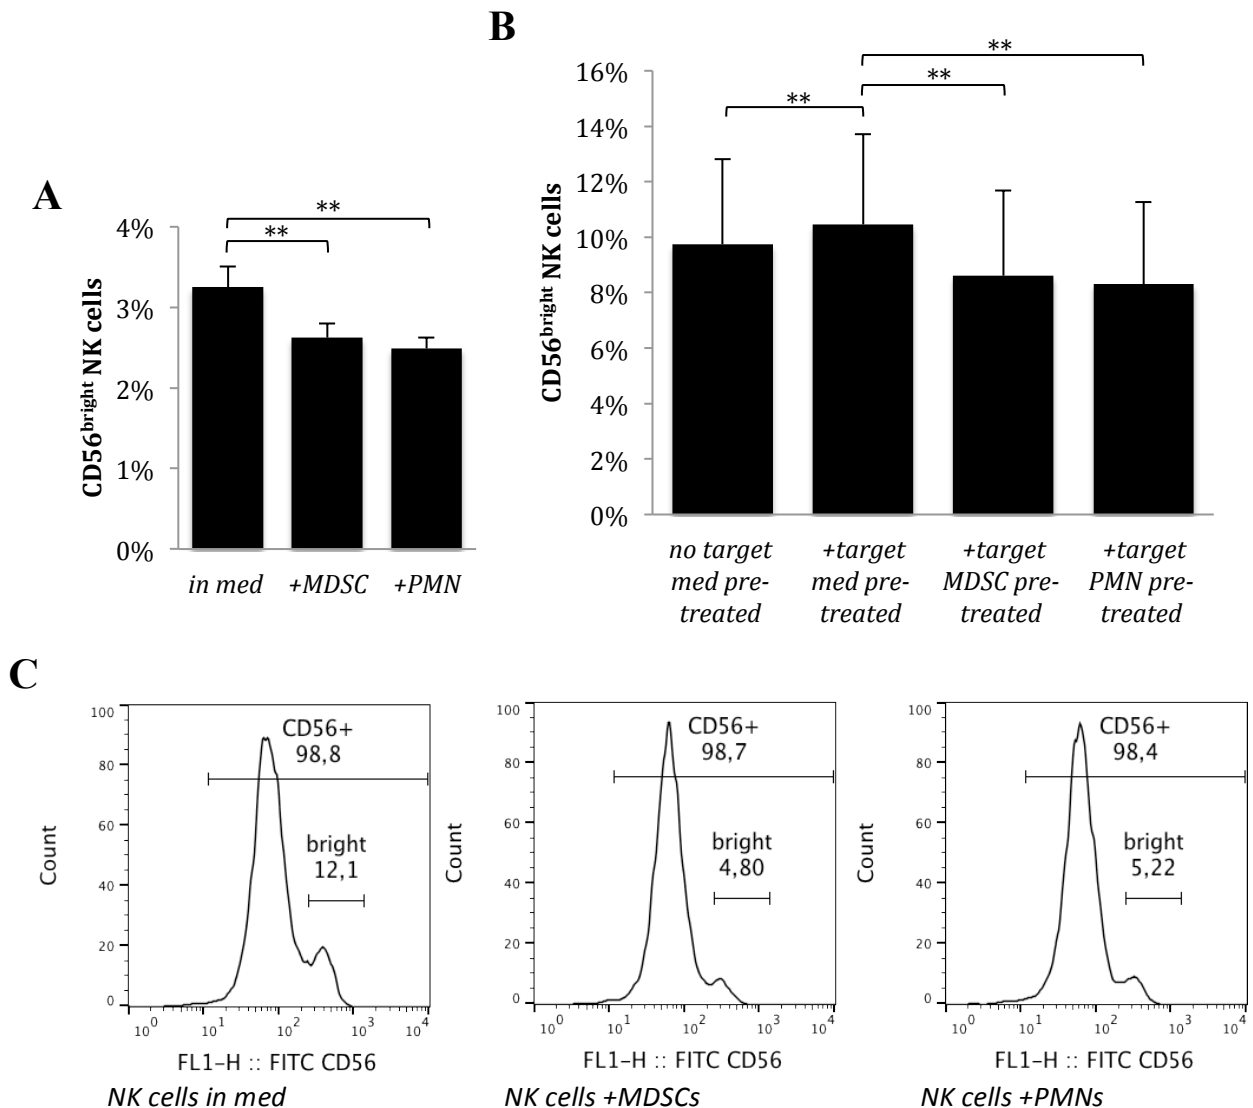 A
4%
3%
2%
1%
0%
CD56bright NK cells
**
**
in med
+MDSC
+PMN
B
16%
14%
12%
10%
8%
6%
4%
2%
0%
CD56bright NK cells
**
**
**
no target
med pre-
treated
+target
med pre-
treated
+target
MDSC pre-
treated
+target
PMN pre-
treated
C
100
80
60
40
20
0
Count
CD56+
98,8
bright
12,1
10^0 10^1 10^2 10^3 10^4
FL1-H :: FITC CD56
NK cells in med
100
80
60
40
20
0
Count
CD56+
98,7
bright
4,80
10^0 10^1 10^2 10^3 10^4
FL1-H :: FITC CD56
NK cells +MDSCs
100
80
60
40
20
0
Count
CD56+
98,4
bright
5,22
10^0 10^1 10^2 10^3 10^4
FL1-H :: FITC CD56
NK cells +PMNs